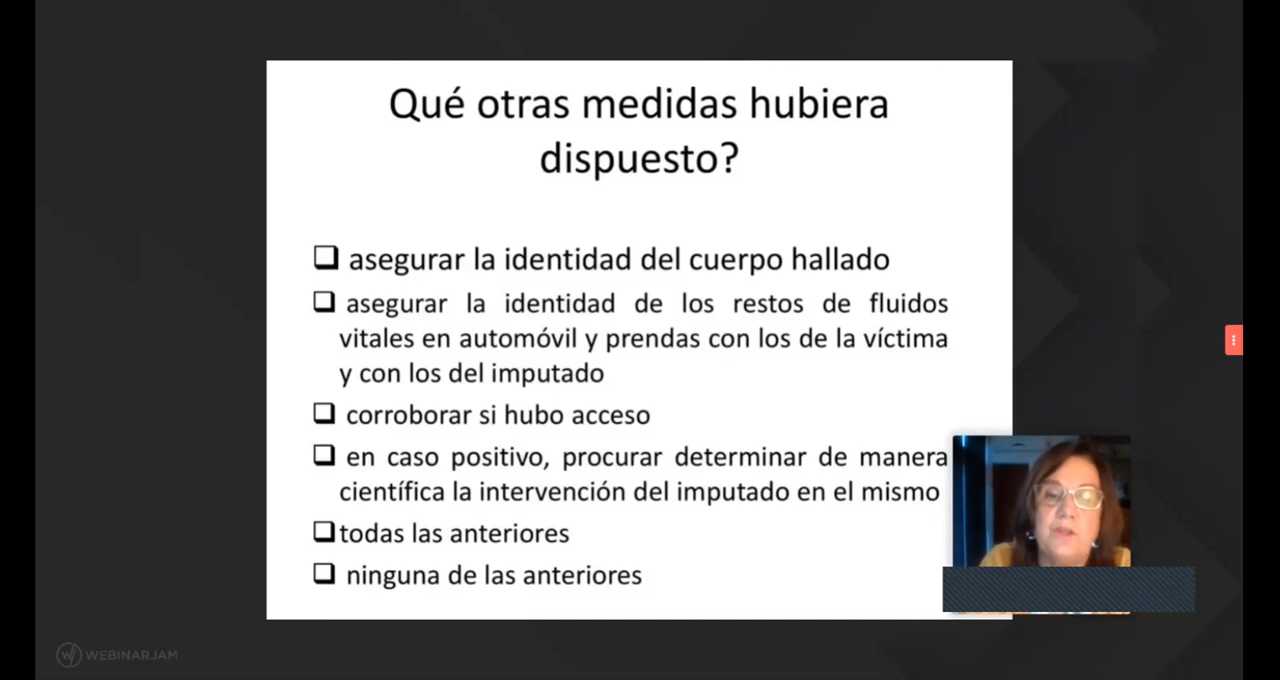 Qué otras medidas hubiera
dispuesto?
asegurar la identidad del cuerpo hallado
asegurar la identidad de los restos de fluidos
vitales en automóvil y prendas con los de la víctima
y con los del imputado
corroborar si hubo acceso
en caso positivo, procurar determinar de manera
científica la intervención del imputado en el mismo
todas las anteriores
ninguna de las anteriores
WEBINARJAM